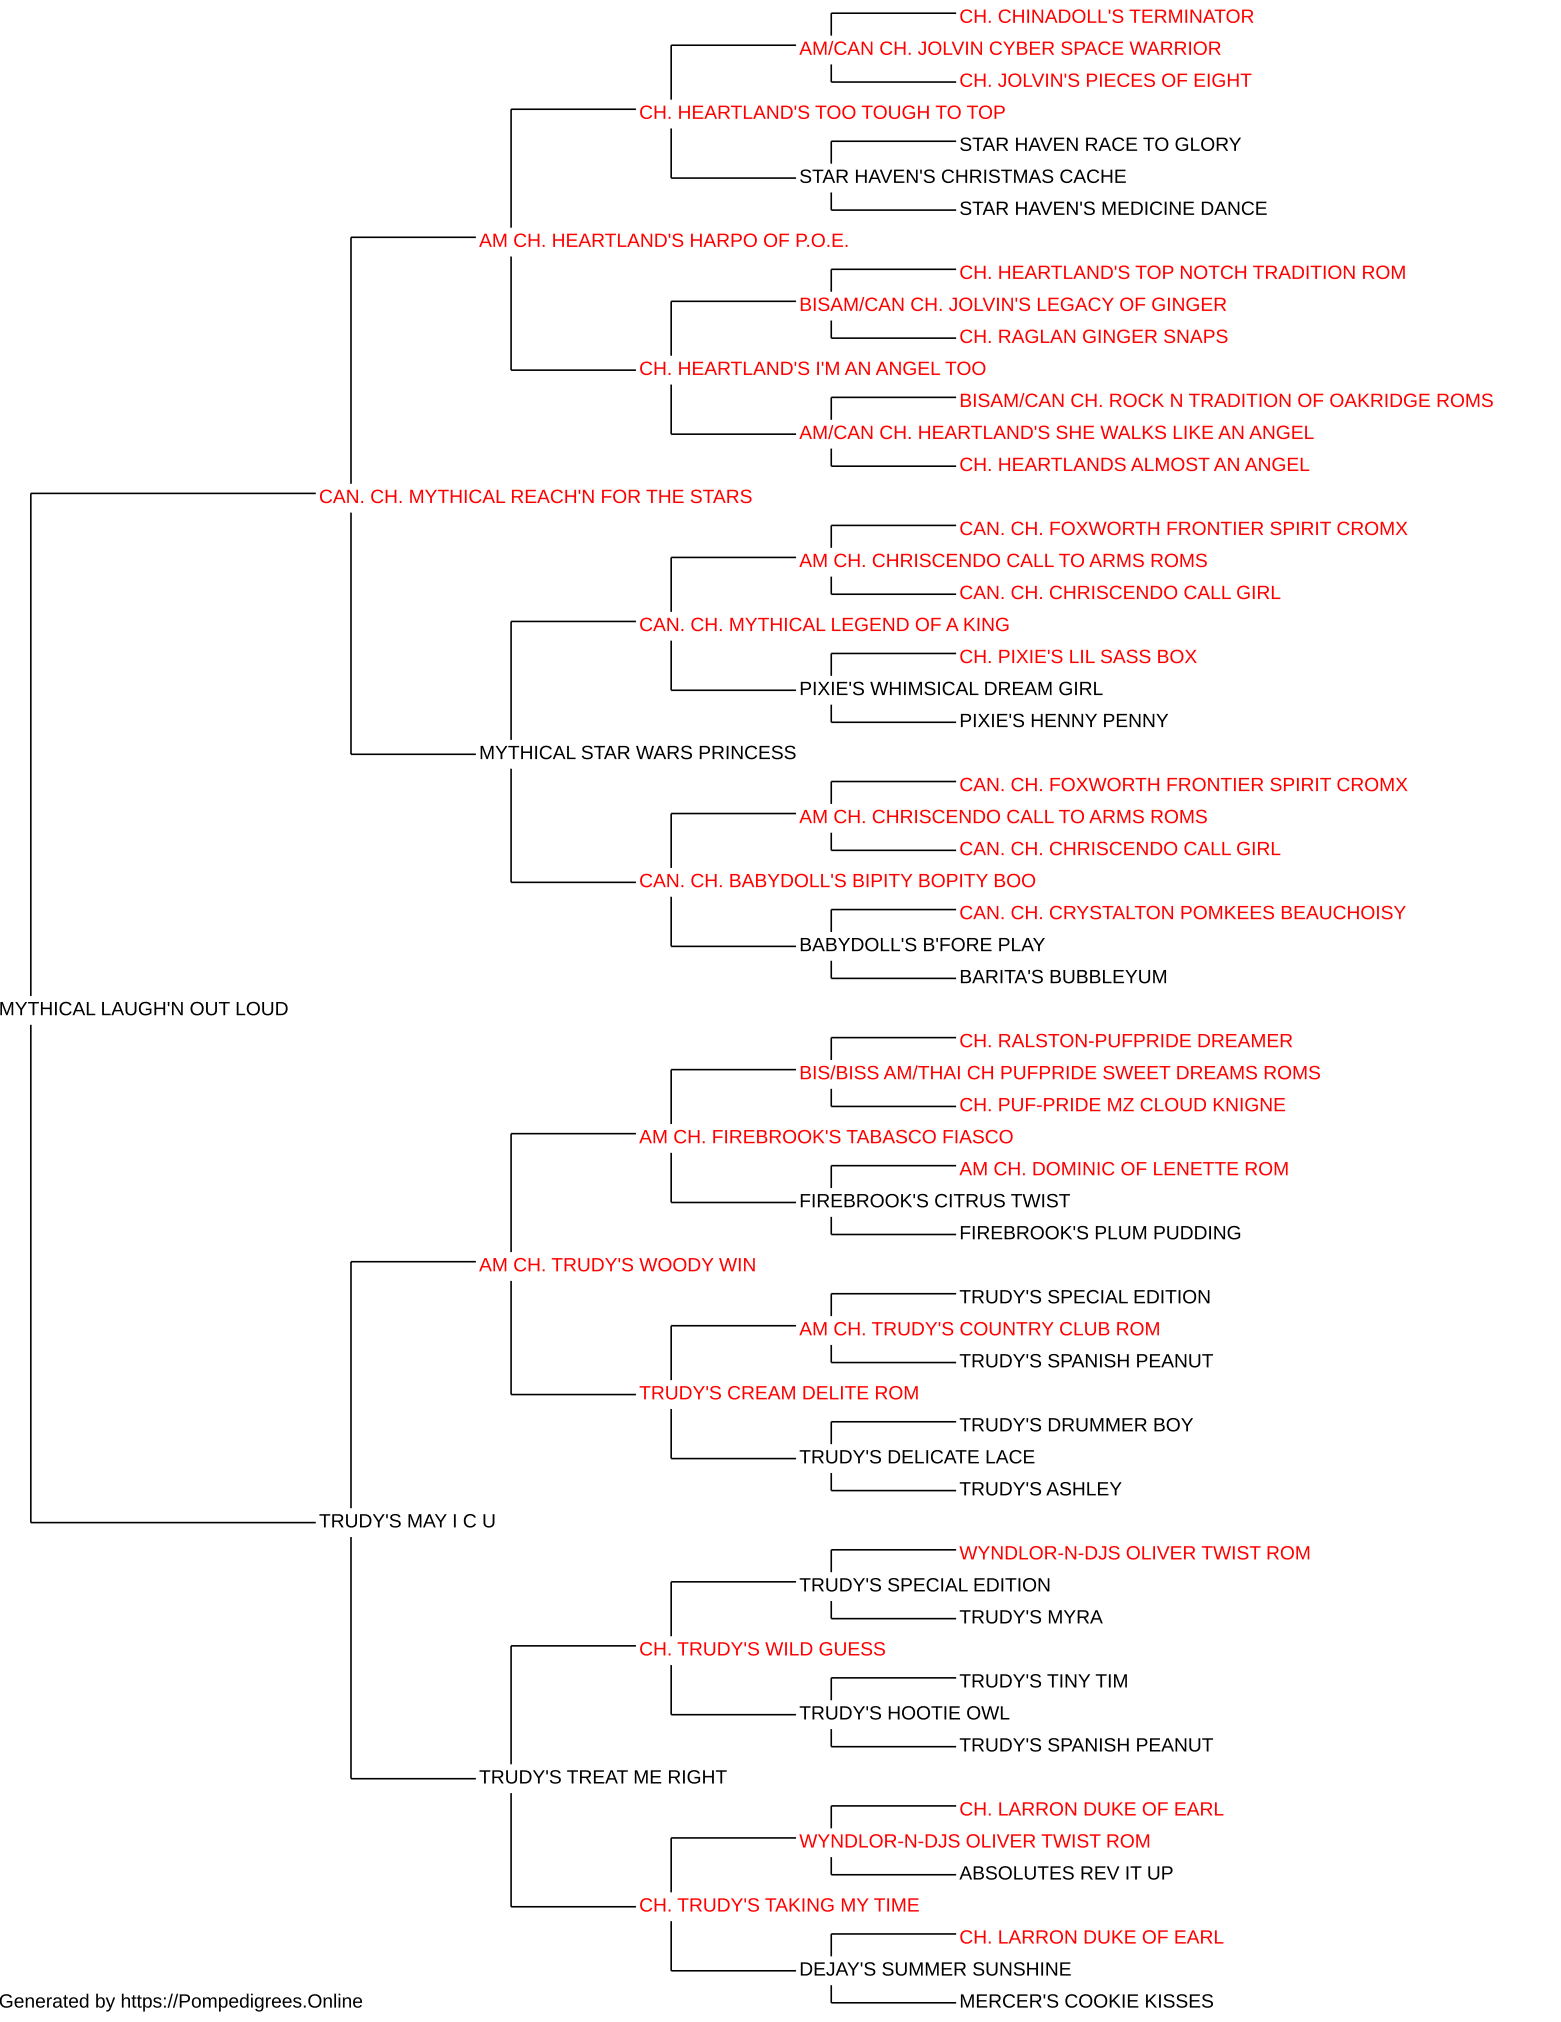 CH. CHINADOLL'S TERMINATOR
AM/CAN CH. JOLVIN CYBER SPACE WARRIOR
CH. JOLVIN'S PIECES OF EIGHT
CH. HEARTLAND'S TOO TOUGH TO TOP
STAR HAVEN RACE TO GLORY
STAR HAVEN'S CHRISTMAS CACHE
STAR HAVEN'S MEDICINE DANCE
AM CH. HEARTLAND'S HARPO OF P.O.E.
CH. HEARTLAND'S TOP NOTCH TRADITION ROM
BISAM/CAN CH. JOLVIN'S LEGACY OF GINGER
CH. RAGLAN GINGER SNAPS
CH. HEARTLAND'S I'M AN ANGEL TOO
BISAM/CAN CH. ROCK N TRADITION OF OAKRIDGE ROMS
AM/CAN CH. HEARTLAND'S SHE WALKS LIKE AN ANGEL
CH. HEARTLANDS ALMOST AN ANGEL
CAN. CH. MYTHICAL REACH'N FOR THE STARS
CAN. CH. FOXWORTH FRONTIER SPIRIT CROMX
AM CH. CHRISCENDO CALL TO ARMS ROMS
CAN. CH. CHRISCENDO CALL GIRL
CAN. CH. MYTHICAL LEGEND OF A KING
CH. PIXIE'S LIL SASS BOX
PIXIE'S WHIMSICAL DREAM GIRL
PIXIE'S HENNY PENNY
MYTHICAL STAR WARS PRINCESS
CAN. CH. FOXWORTH FRONTIER SPIRIT CROMX
AM CH. CHRISCENDO CALL TO ARMS ROMS
CAN. CH. CHRISCENDO CALL GIRL
CAN. CH. BABYDOLL'S BIPITY BOPITY BOO
CAN. CH. CRYSTALTON POMKEES BEAUCHOISY
BABYDOLL'S B'FORE PLAY
BARITA'S BUBBLEYUM
MYTHICAL LAUGH'N OUT LOUD
CH. RALSTON-PUFPRIDE DREAMER
BIS/BISS AM/THAI CH PUFPRIDE SWEET DREAMS ROMS
CH. PUF-PRIDE MZ CLOUD KNIGNE
AM CH. FIREBROOK'S TABASCO FIASCO
AM CH. DOMINIC OF LENETTE ROM
FIREBROOK'S CITRUS TWIST
FIREBROOK'S PLUM PUDDING
AM CH. TRUDY'S WOODY WIN
TRUDY'S SPECIAL EDITION
AM CH. TRUDY'S COUNTRY CLUB ROM
TRUDY'S SPANISH PEANUT
TRUDY'S CREAM DELITE ROM
TRUDY'S DRUMMER BOY
TRUDY'S DELICATE LACE
TRUDY'S ASHLEY
TRUDY'S MAY I C U
WYNDLOR-N-DJS OLIVER TWIST ROM
TRUDY'S SPECIAL EDITION
TRUDY'S MYRA
CH. TRUDY'S WILD GUESS
TRUDY'S TINY TIM
TRUDY'S HOOTIE OWL
TRUDY'S SPANISH PEANUT
TRUDY'S TREAT ME RIGHT
CH. LARRON DUKE OF EARL
WYNDLOR-N-DJS OLIVER TWIST ROM
ABSOLUTES REV IT UP
CH. TRUDY'S TAKING MY TIME
CH. LARRON DUKE OF EARL
DEJAY'S SUMMER SUNSHINE
MERCER'S COOKIE KISSES
Generated by https://Pompedigrees.Online